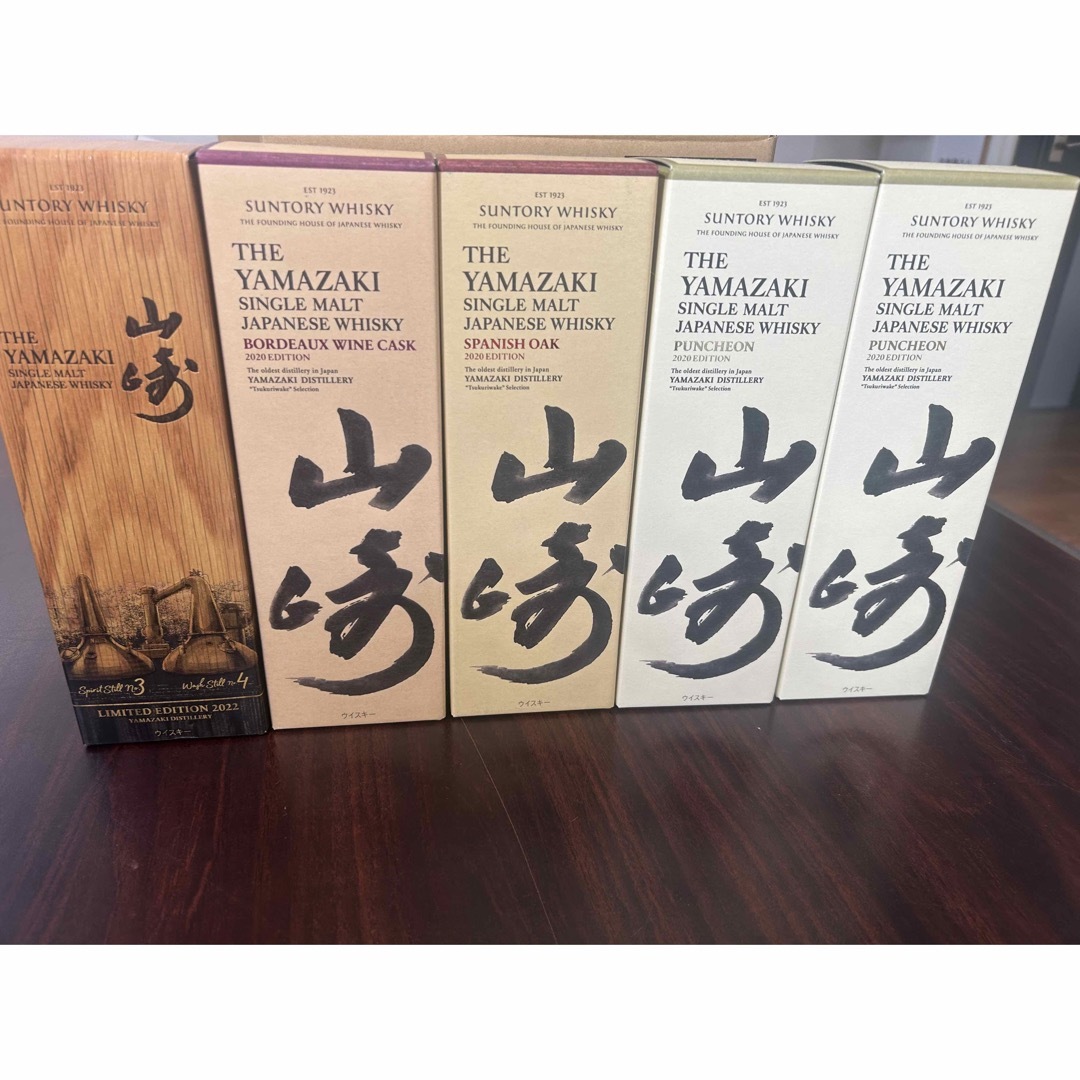 EST 1923
SUNTORY WHISKY
THE FOUNDING HOUSE OF JAPANESE WHISKY
THE
YAMAZAKI
SINGLE MALT
JAPANESE WHISKY
山崎
Spirit Still No3
Wash Still No4
LIMITED EDITION 2022
YAMAZAKI DISTILLERY
ウイスキー
EST 1923
SUNTORY WHISKY
THE FOUNDING HOUSE OF JAPANESE WHISKY
THE
YAMAZAKI
SINGLE MALT
JAPANESE WHISKY
BORDEAUX WINE CASK
2020 EDITION
The oldest distillery in Japan
YAMAZAKI DISTILLERY
"Tsukuriwake" Selection
山崎
ウイスキー
EST 1923
SUNTORY WHISKY
THE FOUNDING HOUSE OF JAPANESE WHISKY
THE
YAMAZAKI
SINGLE MALT
JAPANESE WHISKY
SPANISH OAK
2020 EDITION
The oldest distillery in Japan
YAMAZAKI DISTILLERY
"Tsukuriwake" Selection
山崎
ウイスキー
EST 1923
SUNTORY WHISKY
THE FOUNDING HOUSE OF JAPANESE WHISKY
THE
YAMAZAKI
SINGLE MALT
JAPANESE WHISKY
PUNCHEON
2020 EDITION
The oldest distillery in Japan
YAMAZAKI DISTILLERY
"Tsukuriwake" Selection
山崎
ウイスキー
EST 1923
SUNTORY WHISKY
THE FOUNDING HOUSE OF JAPANESE WHISKY
THE
YAMAZAKI
SINGLE MALT
JAPANESE WHISKY
PUNCHEON
2020 EDITION
The oldest distillery in Japan
YAMAZAKI DISTILLERY
"Tsukuriwake" Selection
山崎
ウイスキー